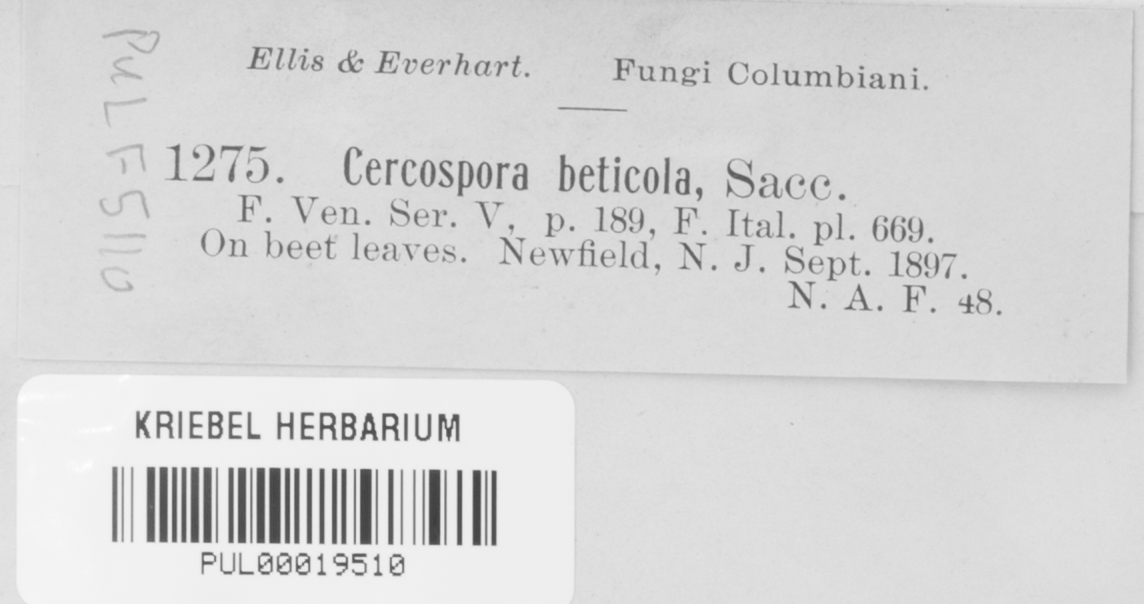 Ellis & Everhart. Fungi Columbiani.
1275. Cercospora beticola, Sacc.
F. Ven. Ser. V, p. 189, F. Ital. pl. 669.
On beet leaves. Newfield, N. J. Sept. 1897.
N. A. F. 48.
PUL F5110
KRIEBEL HERBARIUM
PUL00019510